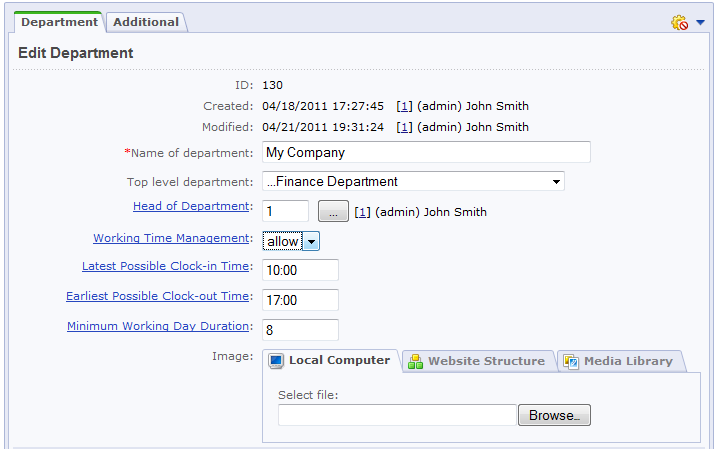 Department Additional
Edit Department
ID: 130
Created: 04/18/2011 17:27:45 [1] (admin) John Smith
Modified: 04/21/2011 19:31:24 [1] (admin) John Smith
*Name of department: My Company
Top level department: ...Finance Department
Head of Department: 1 ... [1] (admin) John Smith
Working Time Management: allow
Latest Possible Clock-in Time: 10:00
Earliest Possible Clock-out Time: 17:00
Minimum Working Day Duration: 8
Image: Local Computer Website Structure Media Library
Select file:
Browse...